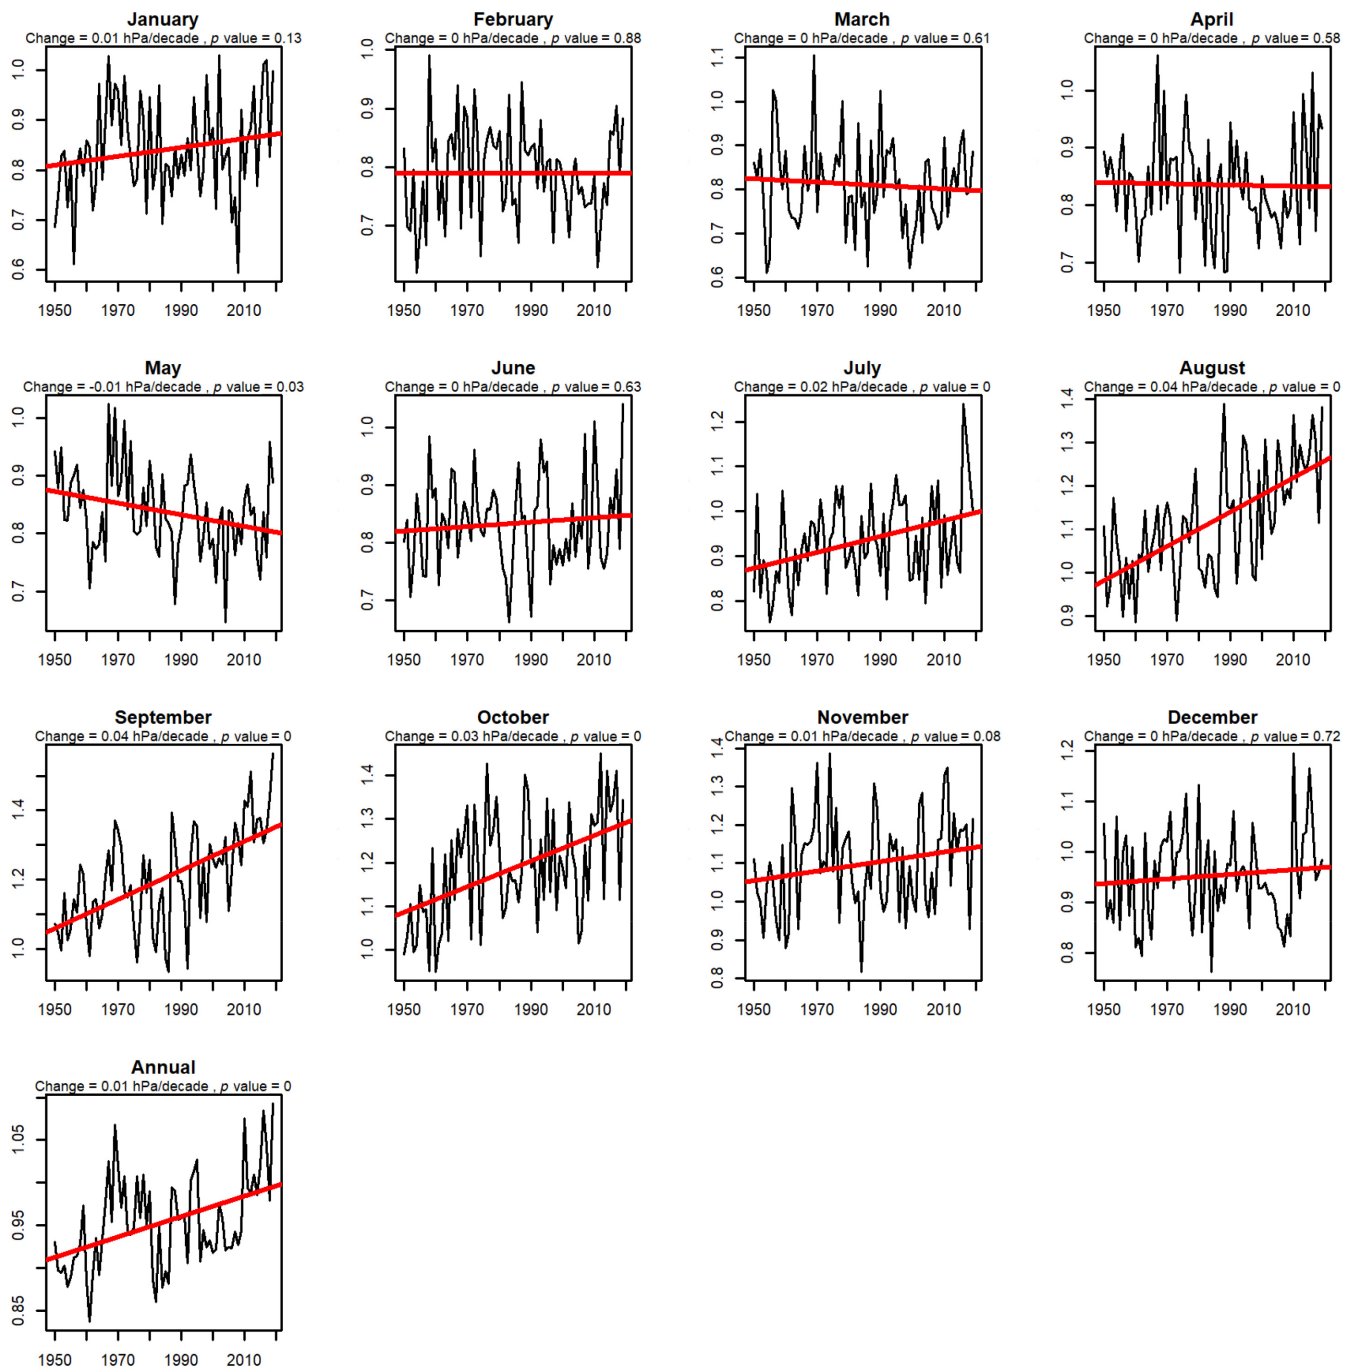 January
Change = 0.01 hPa/decade , p value = 0.13
0.6 0.7 0.8 0.9 1.0
1950 1970 1990 2010
February
Change = 0 hPa/decade , p value = 0.88
0.7 0.8 0.9 1.0
1950 1970 1990 2010
March
Change = 0 hPa/decade , p value = 0.61
0.6 0.7 0.8 0.9 1.0 1.1
1950 1970 1990 2010
April
Change = 0 hPa/decade , p value = 0.58
0.7 0.8 0.9 1.0
1950 1970 1990 2010
May
Change = -0.01 hPa/decade , p value = 0.03
0.7 0.8 0.9 1.0
1950 1970 1990 2010
June
Change = 0 hPa/decade , p value = 0.63
0.7 0.8 0.9 1.0
1950 1970 1990 2010
July
Change = 0.02 hPa/decade , p value = 0
0.8 0.9 1.0 1.1 1.2
1950 1970 1990 2010
August
Change = 0.04 hPa/decade , p value = 0
0.9 1.0 1.1 1.2 1.3 1.4
1950 1970 1990 2010
September
Change = 0.04 hPa/decade , p value = 0
1.0 1.2 1.4
1950 1970 1990 2010
October
Change = 0.03 hPa/decade , p value = 0
1.0 1.1 1.2 1.3 1.4
1950 1970 1990 2010
November
Change = 0.01 hPa/decade , p value = 0.08
0.8 0.9 1.0 1.1 1.2 1.3 1.4
1950 1970 1990 2010
December
Change = 0 hPa/decade , p value = 0.72
0.8 0.9 1.0 1.1 1.2
1950 1970 1990 2010
Annual
Change = 0.01 hPa/decade , p value = 0
0.85 0.95 1.05
1950 1970 1990 2010